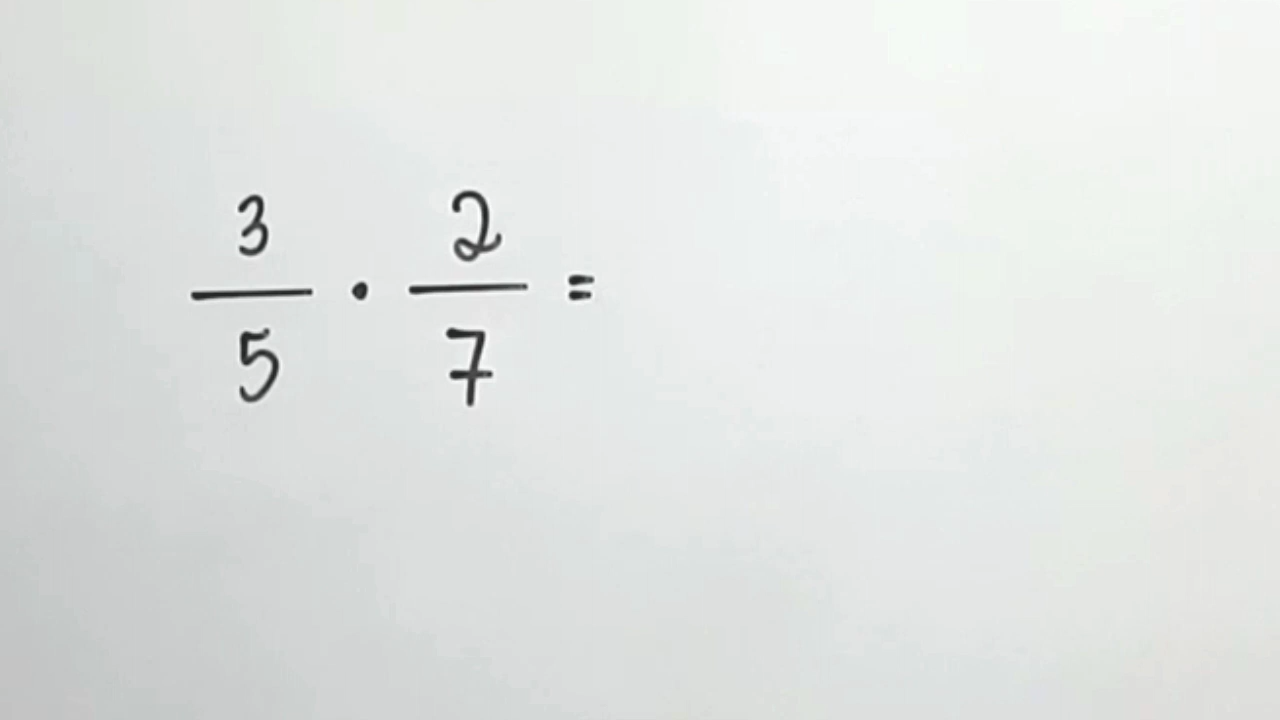 3/5 · 2/7 =